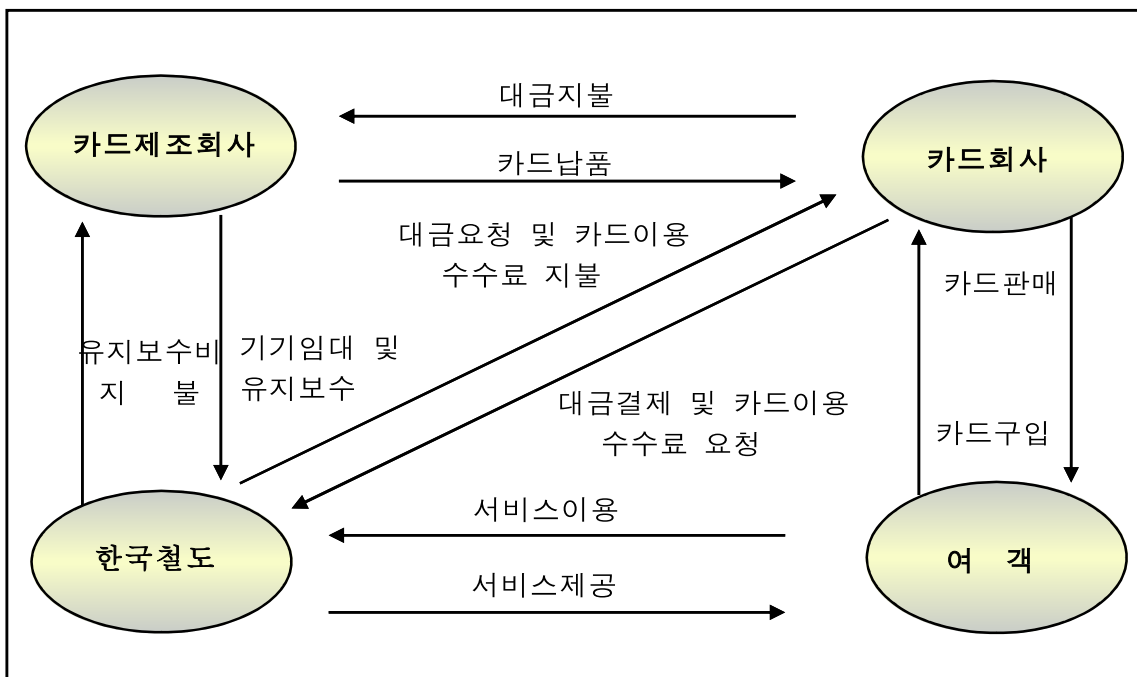 대금지불
카드제조회사
카드회사
카드납품
대금요청 및 카드이용
수수료 지불
카드판매
유지보수비
지 불
기기임대 및
유지보수
대금결제 및 카드이용
수수료 요청
카드구입
서비스이용
한국철도
여 객
서비스제공